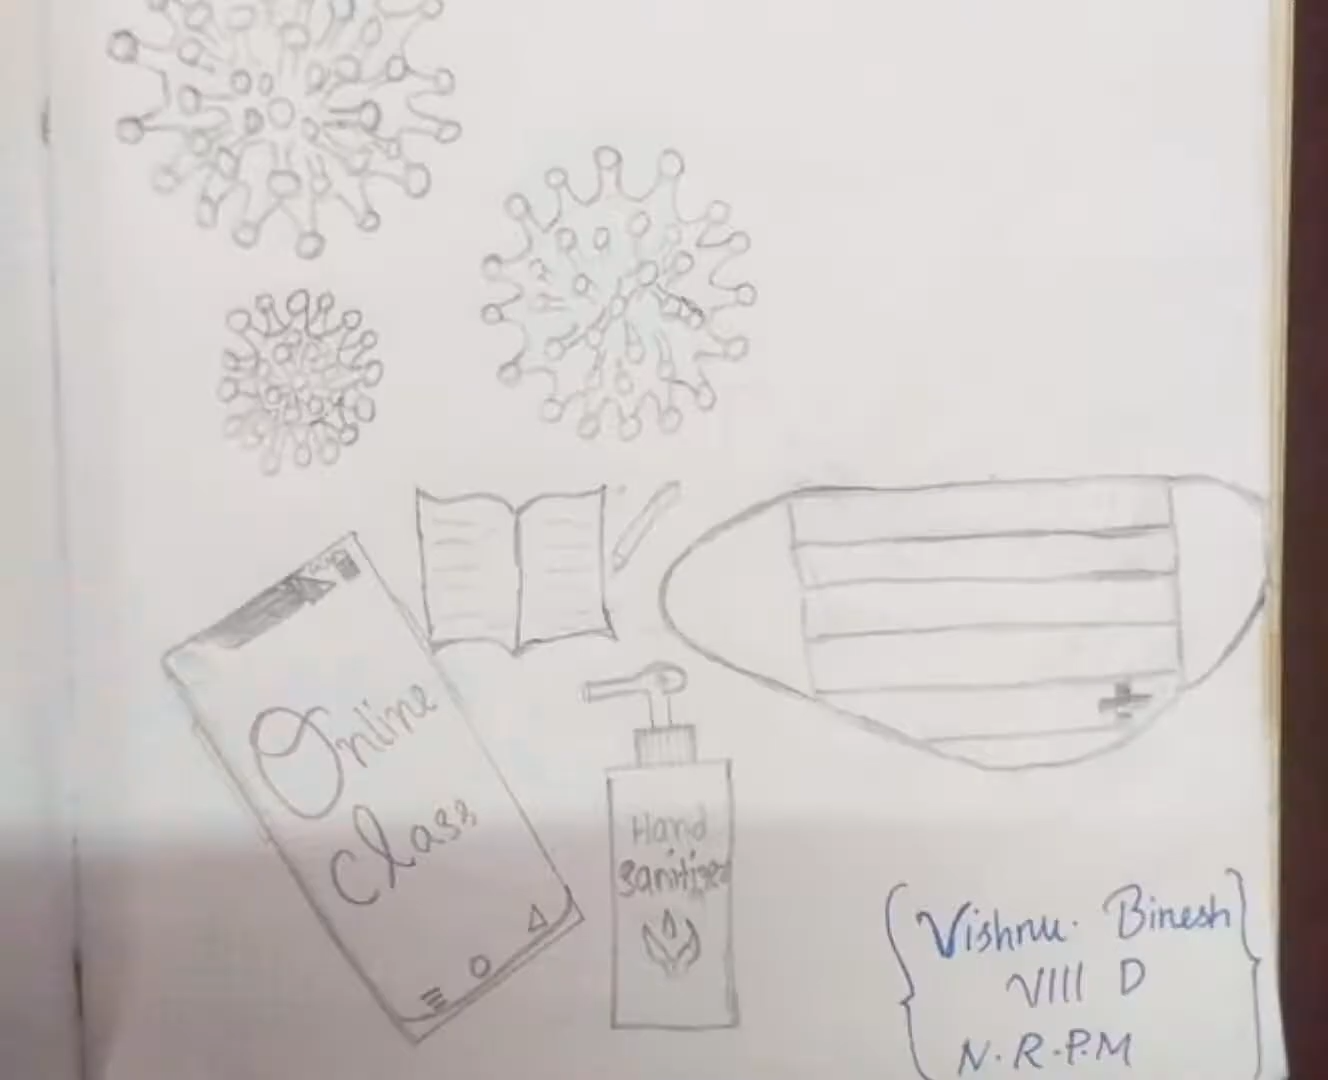 Online
Class
Hand
Sanitizer
Vishnu. Binesh
VIII D
N.R.P.M